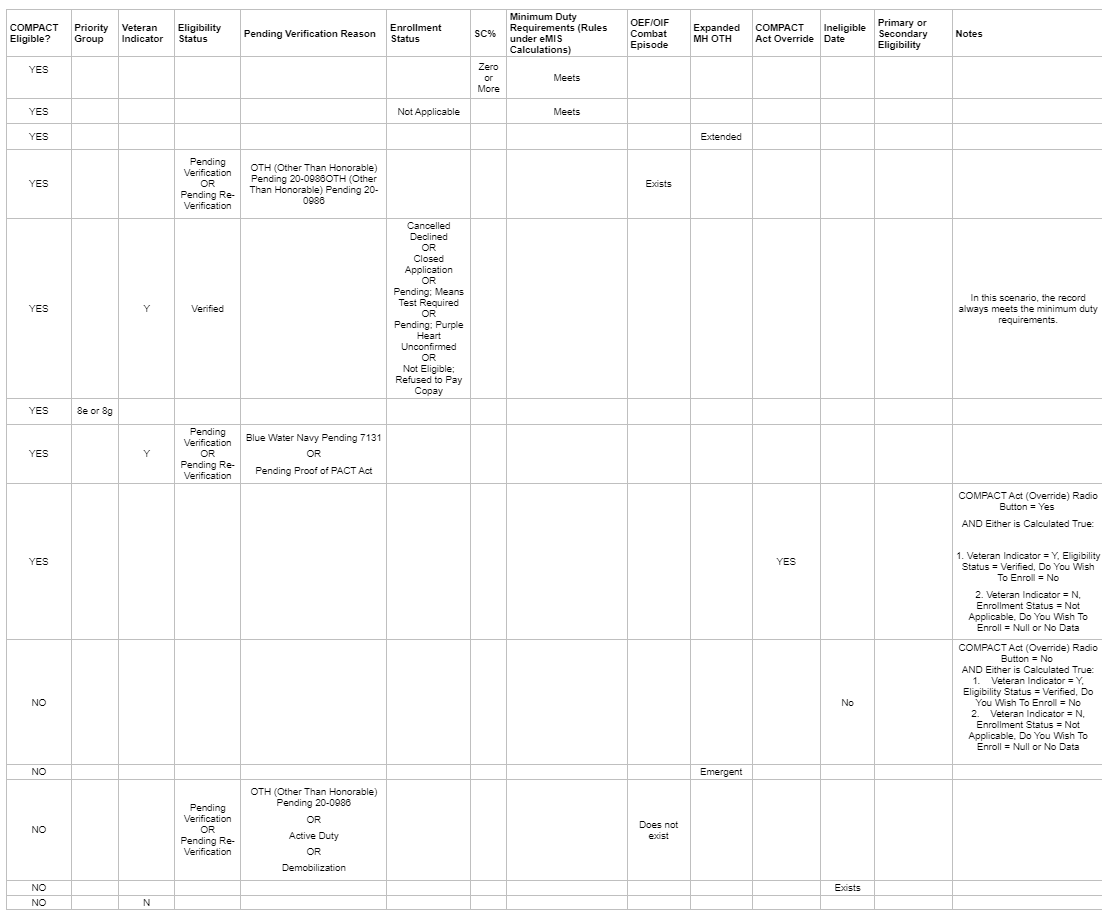 COMPACT Eligible?
Priority Group
Veteran Indicator
Eligibility Status
Pending Verification Reason
Enrollment Status
SC%
Minimum Duty Requirements (Rules under eMIS Calculations)
OEF/OIF Combat Episode
Expanded MH OTH
COMPACT Act Override
Ineligible Date
Primary or Secondary Eligibility
Notes
YES
Zero
or
More
Meets
YES
Not Applicable
Meets
YES
Extended
YES
Pending
Verification
OR
Pending Re-
Verification
OTH (Other Than Honorable)
Pending 20-0986OTH (Other
Than Honorable) Pending 20-
0986
Exists
YES
Y
Verified
Cancelled
Declined
OR
Closed
Application
OR
Pending; Means
Test Required
OR
Pending; Purple
Heart
Unconfirmed
OR
Not Eligible;
Refused to Pay
Copay
In this scenario, the record
always meets the minimum duty
requirements.
YES
8e or 8g
YES
Y
Pending
Verification
OR
Pending Re-
Verification
Blue Water Navy Pending 7131
OR
Pending Proof of PACT Act
YES
YES
COMPACT Act (Override) Radio
Button = Yes
AND Either is Calculated True:
1. Veteran Indicator = Y, Eligibility
Status = Verified, Do You Wish
To Enroll = No
2. Veteran Indicator = N,
Enrollment Status = Not
Applicable, Do You Wish To
Enroll = Null or No Data
NO
No
COMPACT Act (Override) Radio
Button = No
AND Either is Calculated True:
1. Veteran Indicator = Y,
Eligibility Status = Verified, Do
You Wish To Enroll = No
2. Veteran Indicator = N,
Enrollment Status = Not
Applicable, Do You Wish To
Enroll = Null or No Data
NO
Emergent
NO
Pending
Verification
OR
Pending Re-
Verification
OTH (Other Than Honorable)
Pending 20-0986
OR
Active Duty
OR
Demobilization
Does not
exist
NO
Exists
NO
N